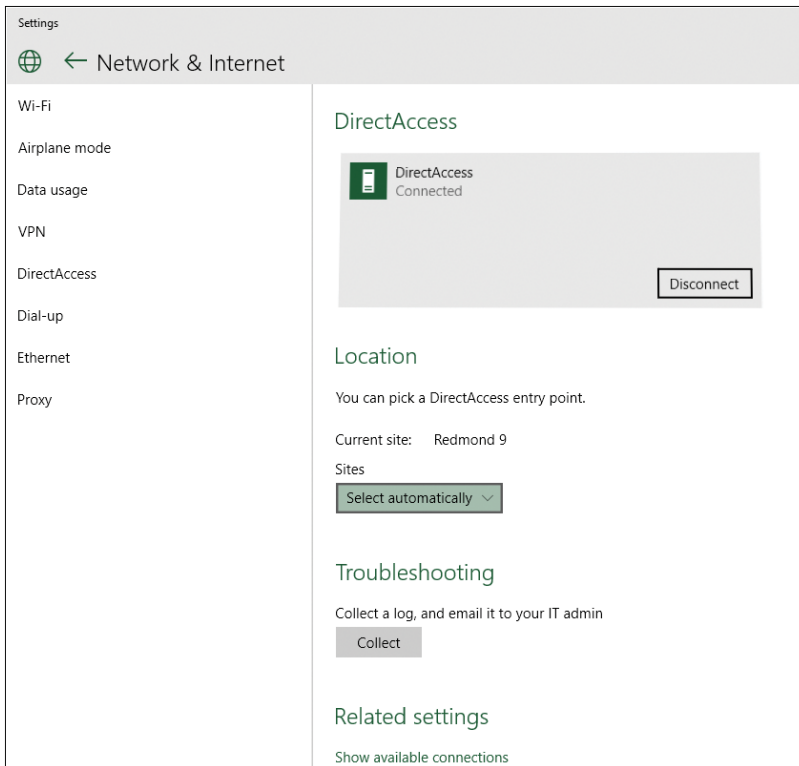 Settings
Network & Internet
Wi-Fi
Airplane mode
Data usage
VPN
DirectAccess
Dial-up
Ethernet
Proxy
DirectAccess
DirectAccess
Connected
Disconnect
Location
You can pick a DirectAccess entry point.
Current site: Redmond 9
Sites
Select automatically
Troubleshooting
Collect a log, and email it to your IT admin
Collect
Related settings
Show available connections